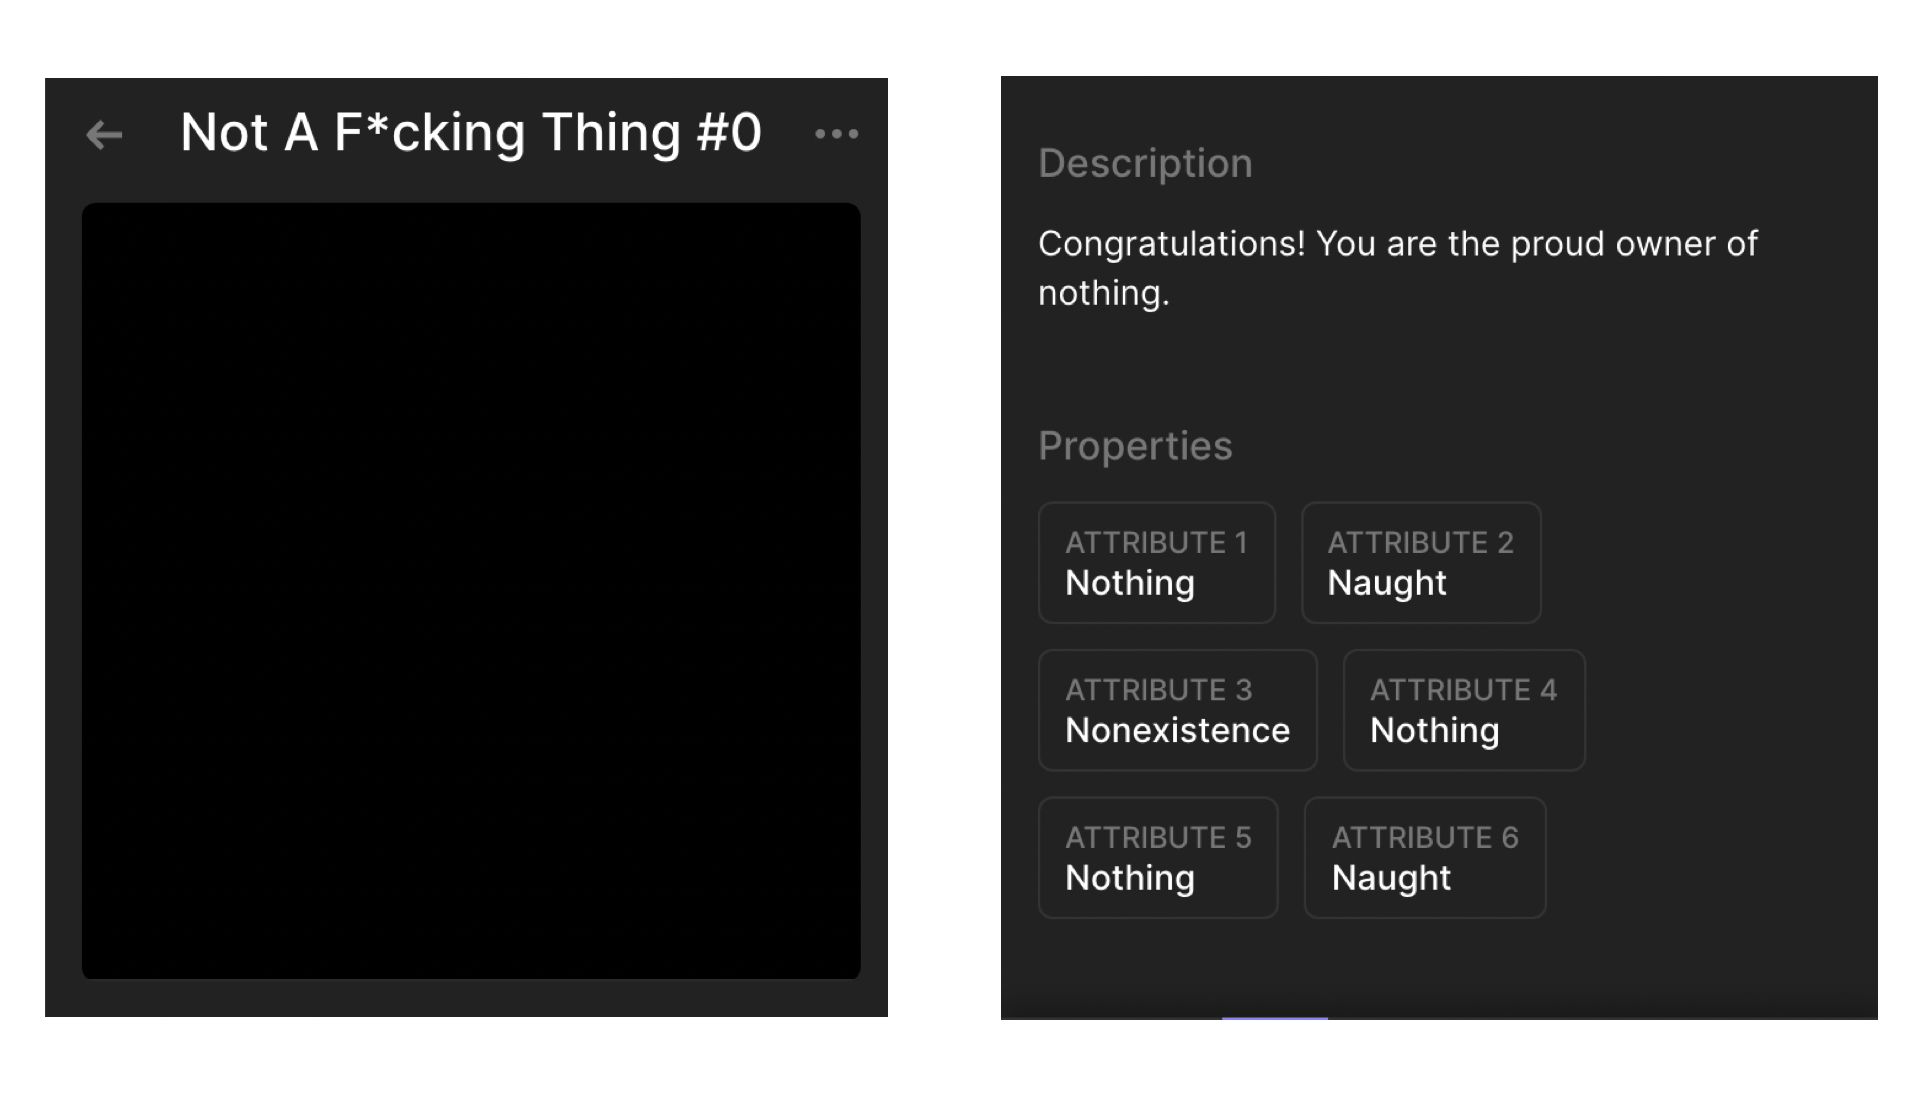 Not A F*cking Thing #0
Description
Congratulations! You are the proud owner of
nothing.
Properties
ATTRIBUTE 1
Nothing
ATTRIBUTE 2
Naught
ATTRIBUTE 3
Nonexistence
ATTRIBUTE 4
Nothing
ATTRIBUTE 5
Nothing
ATTRIBUTE 6
Naught